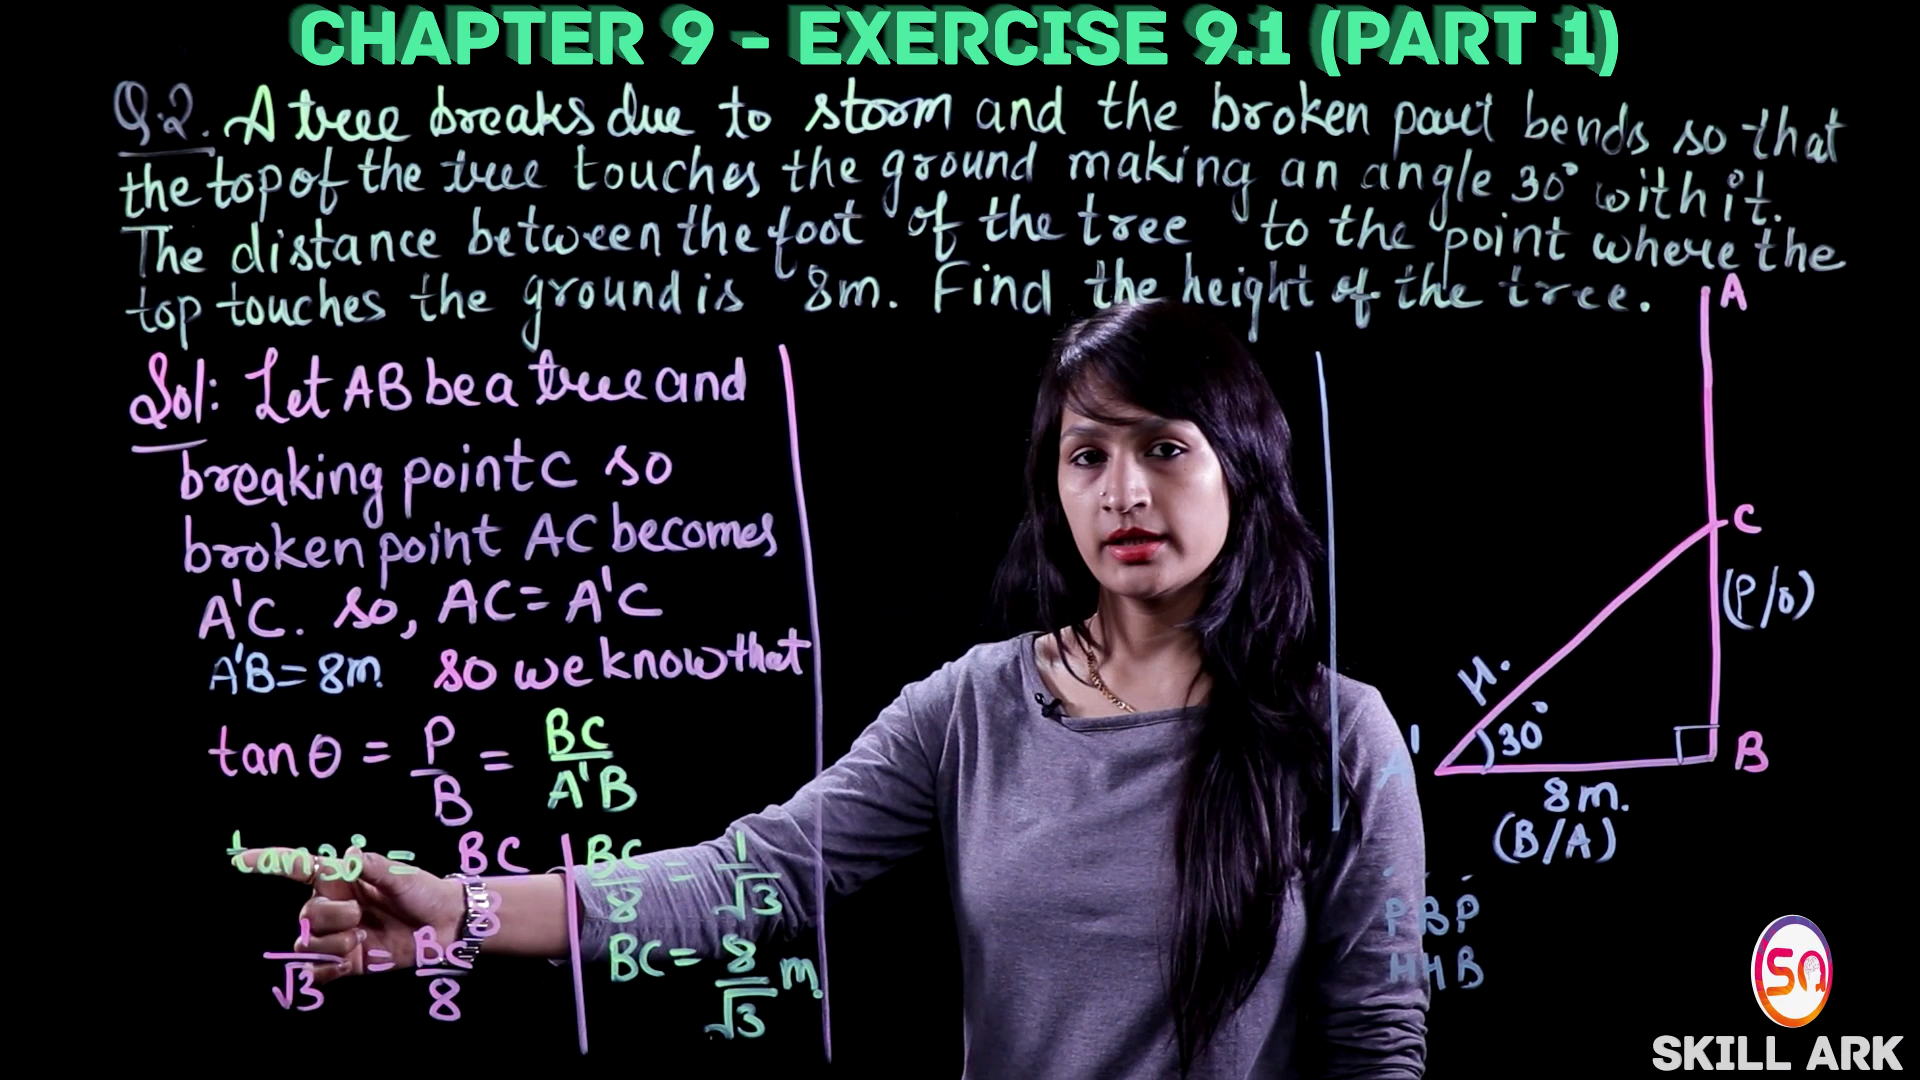 CHAPTER 9 - EXERCISE 9.1 (PART 1)
Q.2. A tree breaks due to storm and the broken part bends so that
the top of the tree touches the ground making an angle 30° with it.
The distance between the foot of the tree to the point where the
top touches the ground is 8m. Find the height of the tree.
Sol: Let AB be a tree and
breaking point C so
broken point AC becomes
A'C. so, AC = A'C
A'B = 8m. so we know that
tan θ = P/B = BC/A'B
tan 30° = BC/8
1/√3 = BC/8
BC/8 = 1/√3
BC = 8/√3 m.
A
C
(P/O)
H.
30°
A'
B
8m.
(B/A)
P B P
H H B
SA
SKILL ARK